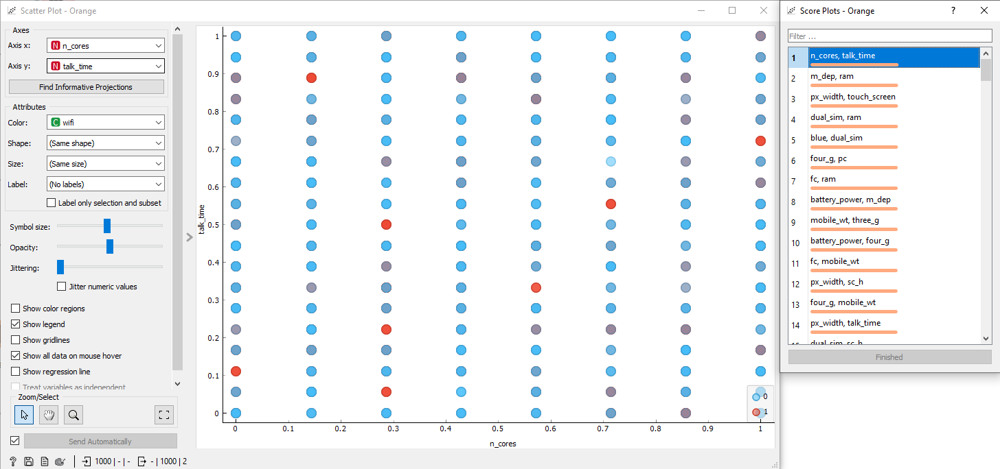 Scatter Plot - Orange
Axes
Axis x: N n_cores
Axis y: N talk_time
Find Informative Projections
Attributes
Color: C wifi
Shape: (Same shape)
Size: (Same size)
Label: (No labels)
Label only selection and subset
Symbol size:
Opacity:
Jittering:
Jitter numeric values
Show color regions
Show legend
Show gridlines
Show all data on mouse hover
Show regression line
Treat variables as independent
Zoom/Select
Send Automatically
? 1000 | - | - - | 1000 | 2
talk_time
1
0.9
0.8
0.7
0.6
0.5
0.4
0.3
0.2
0.1
0
0 0.1 0.2 0.3 0.4 0.5 0.6 0.7 0.8 0.9 1
n_cores
0
1
Score Plots - Orange ?
Filter ...
1 n_cores, talk_time
2 m_dep, ram
3 px_width, touch_screen
4 dual_sim, ram
5 blue, dual_sim
6 four_g, pc
7 fc, ram
8 battery_power, m_dep
9 mobile_wt, three_g
10 battery_power, four_g
11 fc, mobile_wt
12 px_width, sc_h
13 four_g, mobile_wt
14 px_width, talk_time
15 dual_sim, sc_h
Finished